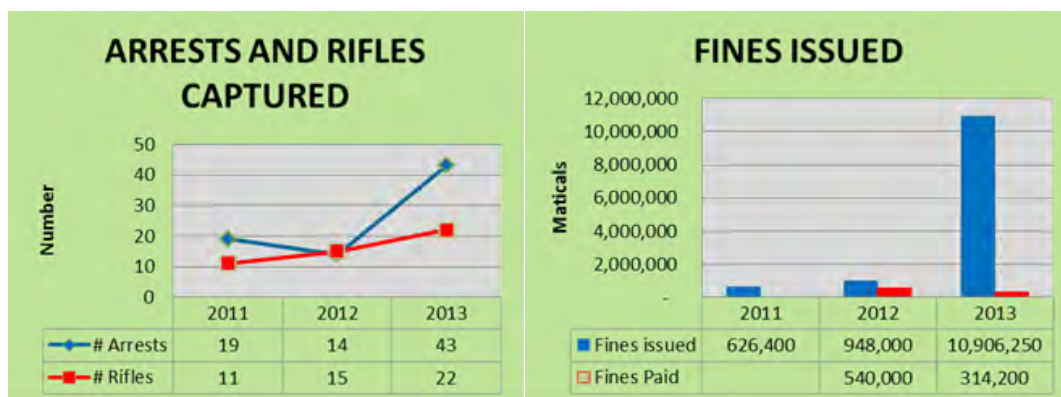 ARRESTS AND RIFLES
CAPTURED
Number
50
40
30
20
10
0
2011 2012 2013
# Arrests 19 14 43
# Rifles 11 15 22
FINES ISSUED
Maticals
12,000,000
10,000,000
8,000,000
6,000,000
4,000,000
2,000,000
-
2011 2012 2013
Fines issued 626,400 948,000 10,906,250
Fines Paid 540,000 314,200